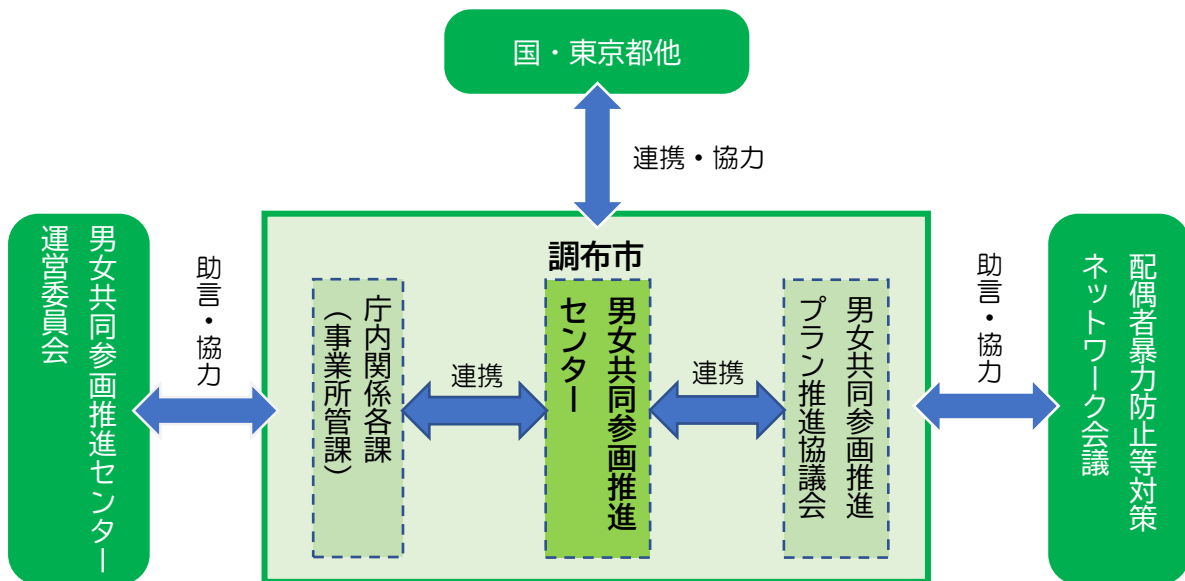 国・東京都他
連携・協力
男女共同参画推進センター
運営委員会
助言・協力
調布市
庁内関係各課
（事業所管課）
連携
男女共同参画推進
センター
連携
男女共同参画推進
プラン推進協議会
助言・協力
配偶者暴力防止等対策
ネットワーク会議